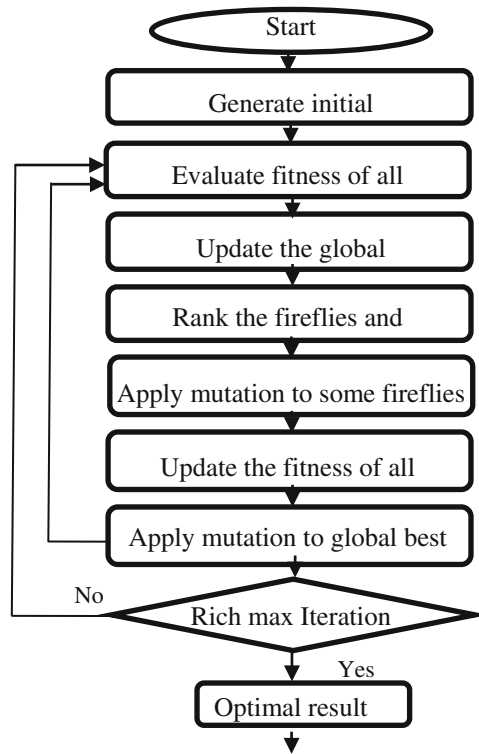 Start
Generate initial
Evaluate fitness of all
Update the global
Rank the fireflies and
Apply mutation to some fireflies
Update the fitness of all
Apply mutation to global best
No
Rich max Iteration
Yes
Optimal result